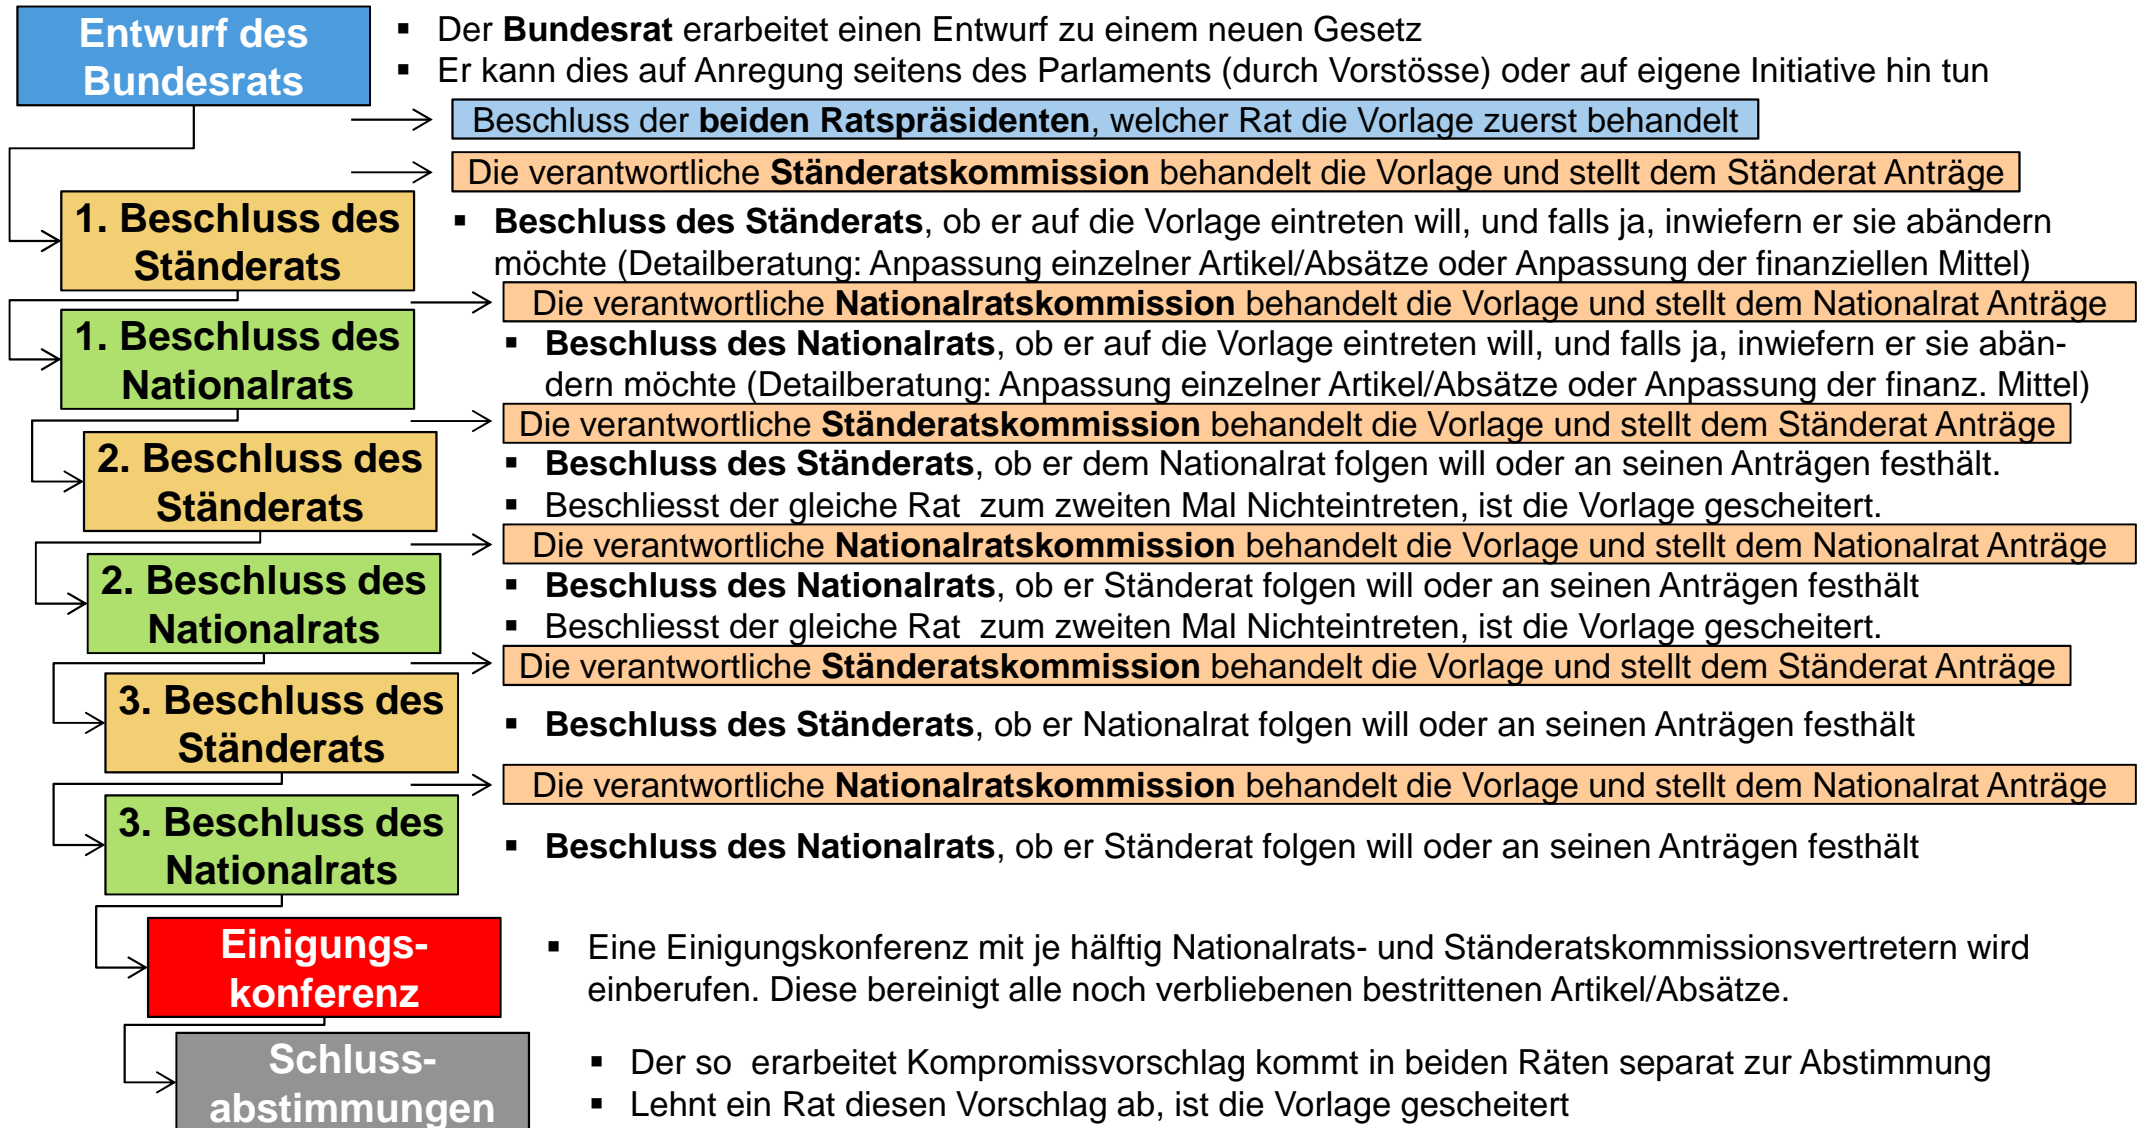 Entwurf des
Bundesrats
▪ Der Bundesrat erarbeitet einen Entwurf zu einem neuen Gesetz
▪ Er kann dies auf Anregung seitens des Parlaments (durch Vorstösse) oder auf eigene Initiative hin tun
Beschluss der beiden Ratspräsidenten, welcher Rat die Vorlage zuerst behandelt
Die verantwortliche Ständeratskommission behandelt die Vorlage und stellt dem Ständerat Anträge
1. Beschluss des
Ständerats
▪ Beschluss des Ständerats, ob er auf die Vorlage eintreten will, und falls ja, inwiefern er sie abändern
möchte (Detailberatung: Anpassung einzelner Artikel/Absätze oder Anpassung der finanziellen Mittel)
Die verantwortliche Nationalratskommission behandelt die Vorlage und stellt dem Nationalrat Anträge
1. Beschluss des
Nationalrats
▪ Beschluss des Nationalrats, ob er auf die Vorlage eintreten will, und falls ja, inwiefern er sie abän-
dern möchte (Detailberatung: Anpassung einzelner Artikel/Absätze oder Anpassung der finanz. Mittel)
Die verantwortliche Ständeratskommission behandelt die Vorlage und stellt dem Ständerat Anträge
2. Beschluss des
Ständerats
▪ Beschluss des Ständerats, ob er dem Nationalrat folgen will oder an seinen Anträgen festhält.
▪ Beschliesst der gleiche Rat  zum zweiten Mal Nichteintreten, ist die Vorlage gescheitert.
Die verantwortliche Nationalratskommission behandelt die Vorlage und stellt dem Nationalrat Anträge
2. Beschluss des
Nationalrats
▪ Beschluss des Nationalrats, ob er Ständerat folgen will oder an seinen Anträgen festhält
▪ Beschliesst der gleiche Rat  zum zweiten Mal Nichteintreten, ist die Vorlage gescheitert.
Die verantwortliche Ständeratskommission behandelt die Vorlage und stellt dem Ständerat Anträge
3. Beschluss des
Ständerats
▪ Beschluss des Ständerats, ob er Nationalrat folgen will oder an seinen Anträgen festhält
Die verantwortliche Nationalratskommission behandelt die Vorlage und stellt dem Nationalrat Anträge
3. Beschluss des
Nationalrats
▪ Beschluss des Nationalrats, ob er Ständerat folgen will oder an seinen Anträgen festhält
Einigungs-
konferenz
▪ Eine Einigungskonferenz mit je hälftig Nationalrats- und Ständeratskommissionsvertretern wird
einberufen. Diese bereinigt alle noch verbliebenen bestrittenen Artikel/Absätze.
Schluss-
abstimmungen
▪ Der so  erarbeitet Kompromissvorschlag kommt in beiden Räten separat zur Abstimmung
▪ Lehnt ein Rat diesen Vorschlag ab, ist die Vorlage gescheitert